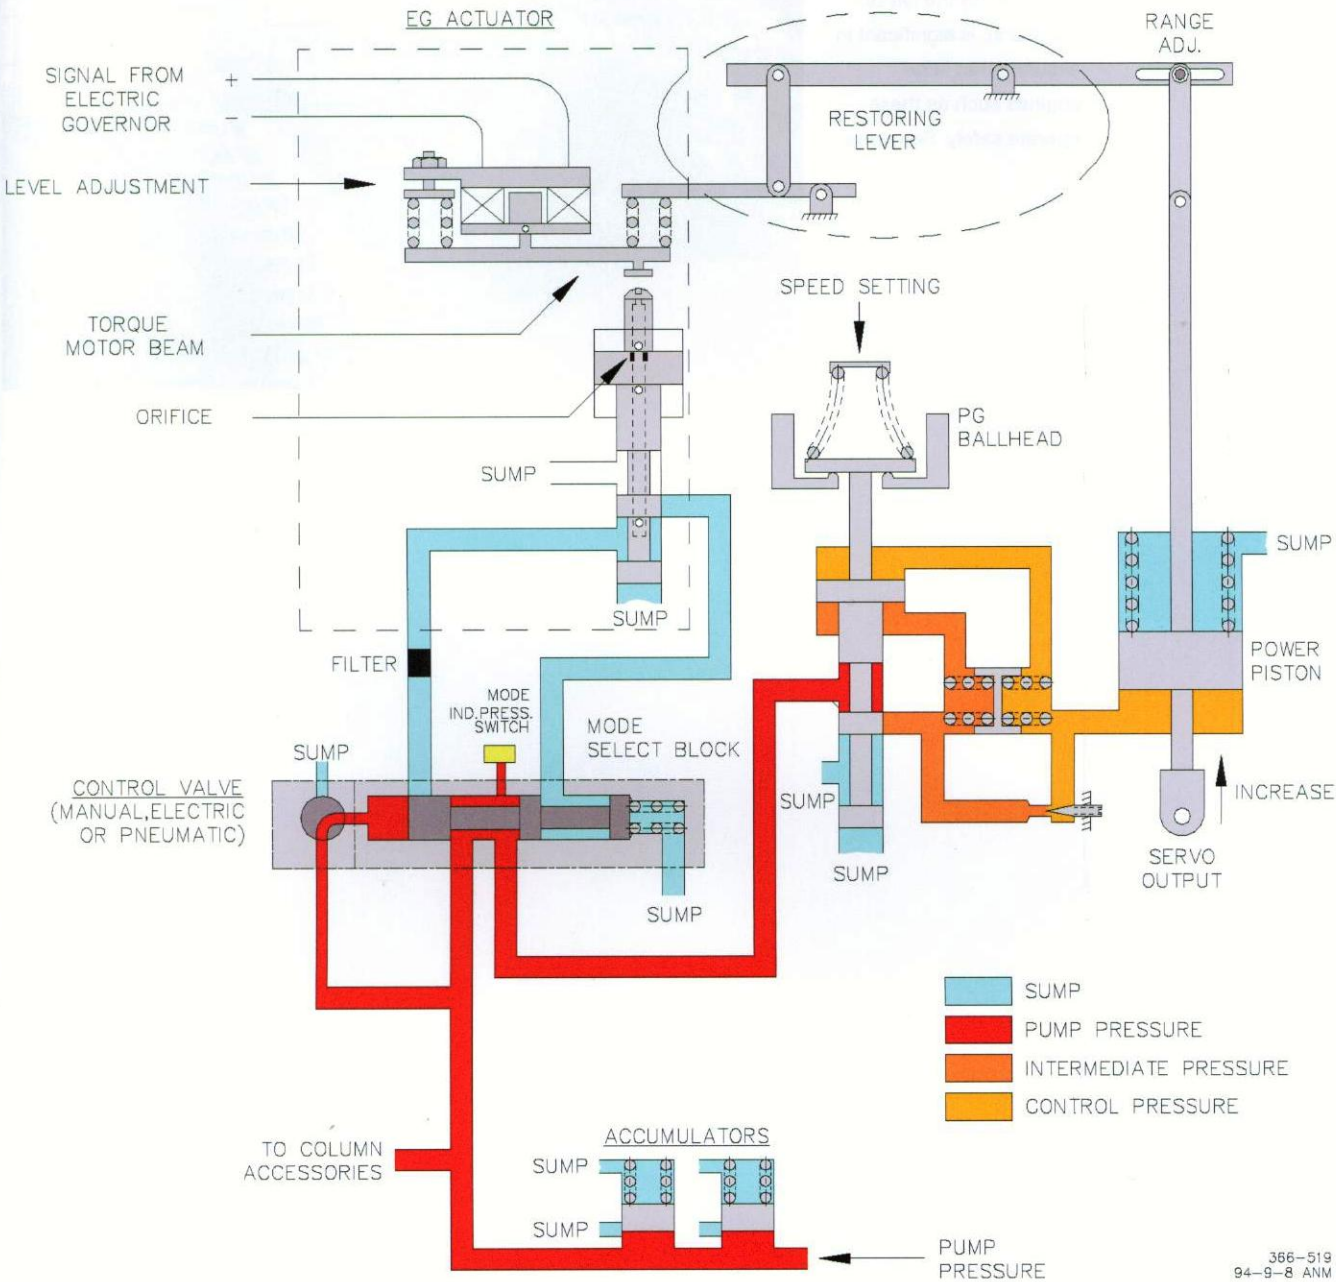 EG ACTUATOR
RANGE
ADJ.
SIGNAL FROM
ELECTRIC
GOVERNOR
+
−
RESTORING
LEVER
LEVEL ADJUSTMENT
SPEED SETTING
TORQUE
MOTOR BEAM
ORIFICE
PG
BALLHEAD
SUMP
SUMP
SUMP
FILTER
POWER
PISTON
MODE
IND.PRESS.
SWITCH
MODE
SELECT BLOCK
SUMP
CONTROL VALVE
(MANUAL,ELECTRIC
OR PNEUMATIC)
SUMP
INCREASE
SUMP
SERVO
OUTPUT
SUMP
SUMP
PUMP PRESSURE
INTERMEDIATE PRESSURE
CONTROL PRESSURE
TO COLUMN
ACCESSORIES
ACCUMULATORS
SUMP
SUMP
PUMP
PRESSURE
366-519
94-9-8 ANM